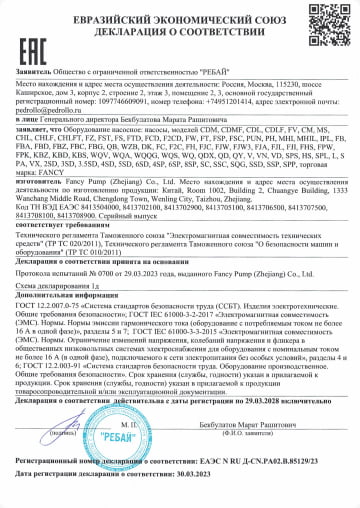 ЕВРАЗИЙСКИЙ ЭКОНОМИЧЕСКИЙ СОЮЗ
ДЕКЛАРАЦИЯ О СООТВЕТСТВИИ
ЕАС
Заявитель Общество с ограниченной ответственностью "РЕБАЙ"
Место нахождения и адрес места осуществления деятельности: Россия, Москва, 115230, шоссе
Каширское, дом 3, корпус 2, строение 2, этаж 3, помещение 2, 3, основной государственный
регистрационный номер: 1097746609091, номер телефона: +74951201414, адрес электронной почты:
pedrollo@pedrollo.ru
в лице Генерального директора Бекбулатова Марата Рашитовича
заявляет, что Оборудование насосное: насосы, моделей CDM, CDMF, CDL, CDLF, FV, CM, MS,
CHL, CHLF, CHLFT, FZ, FST, FS, FTD, FCD, F2CD, FW, FT, FSP, FSC, PUN, PH, MHI, MHIL, IPL, FB,
FBA, FBD, FBZ, FBC, FBG, QB, WZB, DK, FC, F2C, FH, FJC, FJW, FJW3, FJA, FJL, FJI, FHS, FPW,
FPK, KBZ, KBD, KBS, WQV, WQA, WQQG, WQS, WQ, QDX, QD, QY, V, VN, VD, SPS, HS, SPL, L, S
PA, VX, 2SD, 3SD, 3.5SD, 4SD, 6SD, 4SP, 6SP, 8SP, SC, SSC, SQG, SSD, SSP, SPP, торговая
марка: FANCY
изготовитель Fancy Pump (Zhejiang) Co., Ltd. Место нахождения и адрес места осуществления
деятельности по изготовлению продукции: Китай, Room 1002, Building 2, Chuangye Building, 1333
Wanchang Middle Road, Chengdong Town, Wenling City, Taizhou, Zhejiang.
Код ТН ВЭД ЕАЭС 8413504000, 8413702100, 8413702900, 8413705100, 8413706500, 8413707500,
8413708100, 8413708900. Серийный выпуск
соответствует требованиям
Технического регламента Таможенного союза "Электромагнитная совместимость технических
средств" (ТР ТС 020/2011), Технического регламента Таможенного союза "О безопасности машин и
оборудования" (ТР ТС 010/2011)
Декларация о соответствии принята на основании
Протокола испытаний № 0700 от 29.03.2023 года, выданного Fancy Pump (Zhejiang) Co., Ltd.
Схема декларирования 1д
Дополнительная информация
ГОСТ 12.2.007.0-75 «Система стандартов безопасности труда (ССБТ). Изделия электротехнические.
Общие требования безопасности»; ГОСТ IEC 61000-3-2-2017 «Электромагнитная совместимость
(ЭМС). Нормы. Нормы эмиссии гармонического тока (оборудование с потребляемым током не более
16 А в одной фазе)», разделы 5 и 7; ГОСТ IEC 61000-3-3-2015 «Электромагнитная совместимость
(ЭМС). Нормы. Ограничение изменений напряжения, колебаний напряжения и фликера в
общественных низковольтных системах электроснабжения для оборудования с номинальным током
не более 16 А (в одной фазе), подключаемого к сети электропитания без особых условий», разделы 4 и
6; ГОСТ 12.2.003-91 «Система стандартов безопасности труда. Оборудование производственное.
Общие требования безопасности». Срок хранения (службы, годности) указан в прилагаемой к
продукции. Срок хранения (службы, годности) указан в прилагаемой к продукции
товаросопроводительной и/или эксплуатационной документации.
Декларация о соответствии действительна с даты регистрации по 29.03.2028 включительно
"РЕБАЙ"
Бекбулатов Марат Рашитович
(подпись)
(Ф.И.О. заявителя)
Регистрационный номер декларации о соответствии: ЕАЭС N RU Д-CN.РА02.В.85129/23
Дата регистрации декларации о соответствии: 30.03.2023